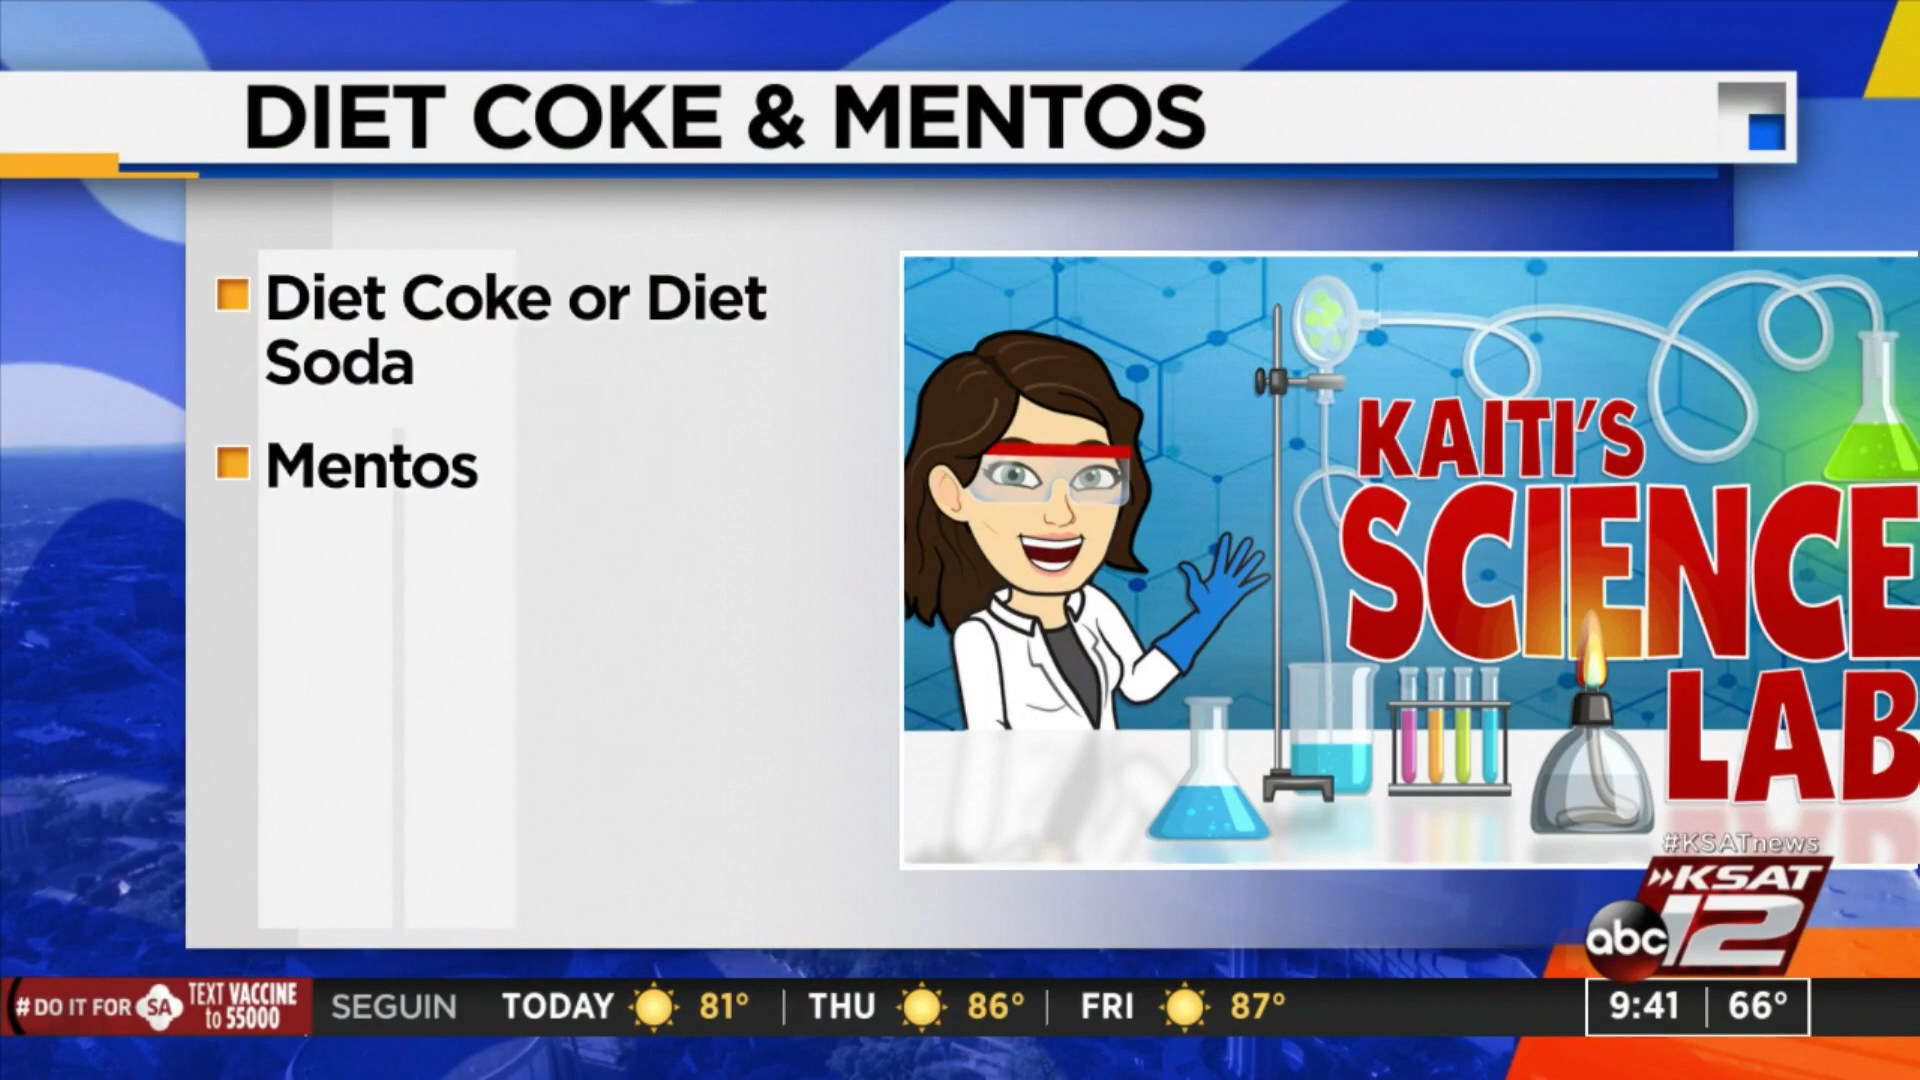 DIET COKE & MENTOS
Diet Coke or Diet
Soda
Mentos
KAITI'S
SCIENCE
LAB
#KSATnews
KSAT
abc 12
#DO IT FOR SA TEXT VACCINE
to 55000
SEGUIN TODAY 81° THU 86° FRI 87°
9:41 66°